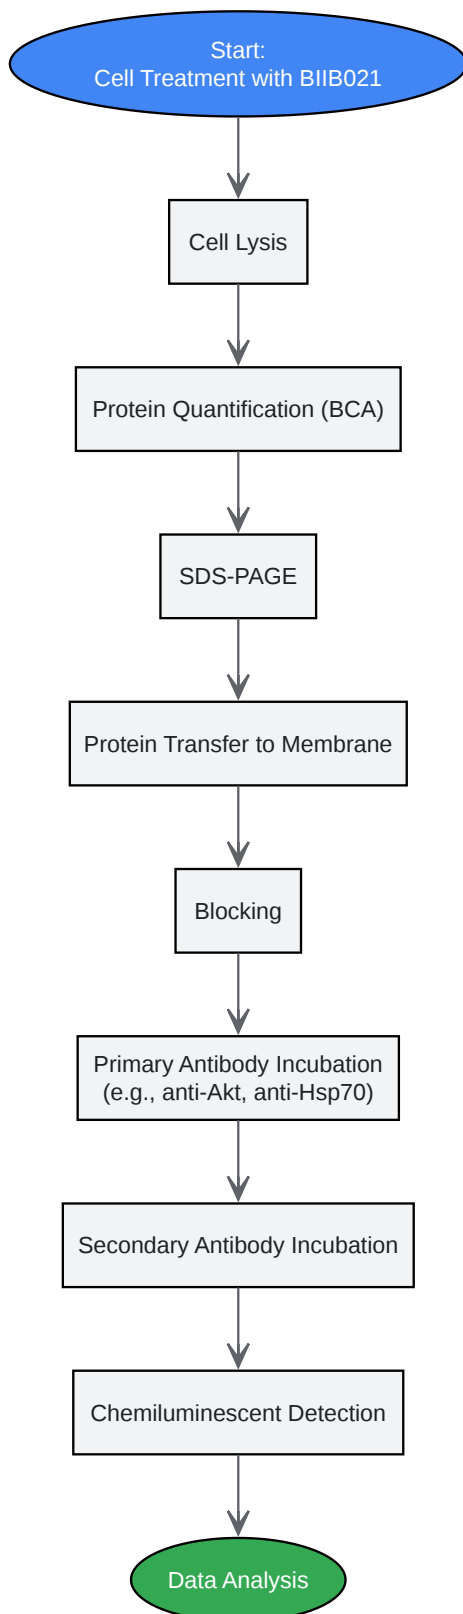 Start:
Cell Treatment with BIIB021
Cell Lysis
Protein Quantification (BCA)
SDS-PAGE
Protein Transfer to Membrane
Blocking
Primary Antibody Incubation
(e.g., anti-Akt, anti-Hsp70)
Secondary Antibody Incubation
Chemiluminescent Detection
Data Analysis